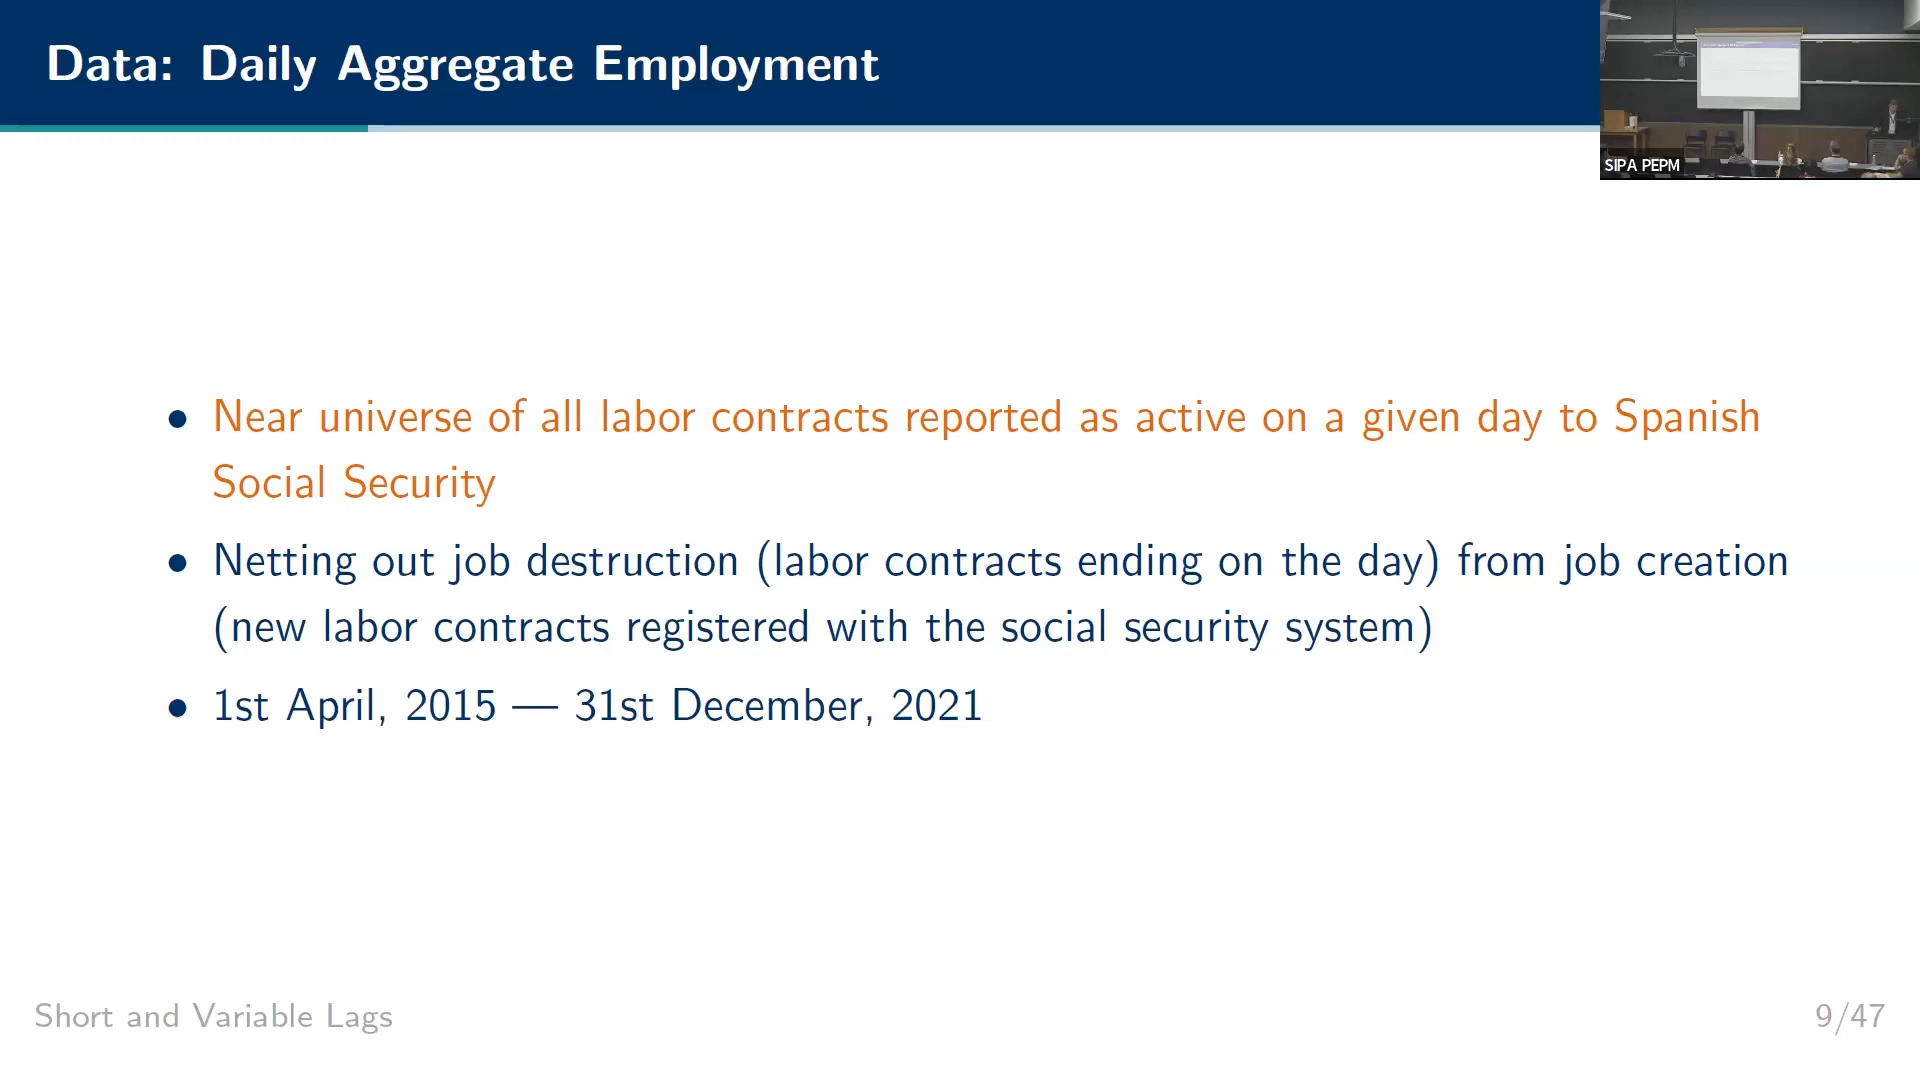 Data: Daily Aggregate Employment
SIPA PEPM
• Near universe of all labor contracts reported as active on a given day to Spanish
Social Security
• Netting out job destruction (labor contracts ending on the day) from job creation
(new labor contracts registered with the social security system)
• 1st April, 2015 — 31st December, 2021
Short and Variable Lags
9/47